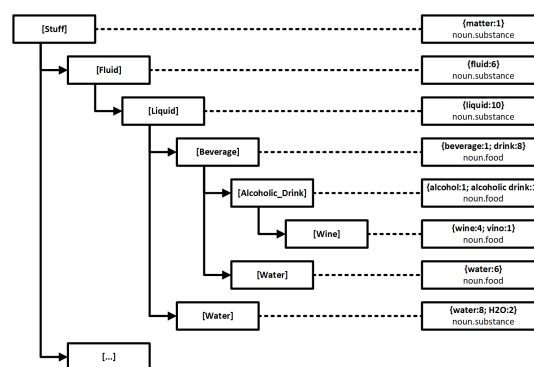 [Stuff]
{matter:1}
noun.substance
[Fluid]
{fluid:6}
noun.substance
[Liquid]
{liquid:10}
noun.substance
[Beverage]
{beverage:1; drink:8}
noun.food
[Alcoholic_Drink]
{alcohol:1; alcoholic drink:
noun.food
[Wine]
{wine:4; vino:1}
noun.food
[Water]
{water:6}
noun.food
[Water]
{water:8; H2O:2}
noun.substance
[...]